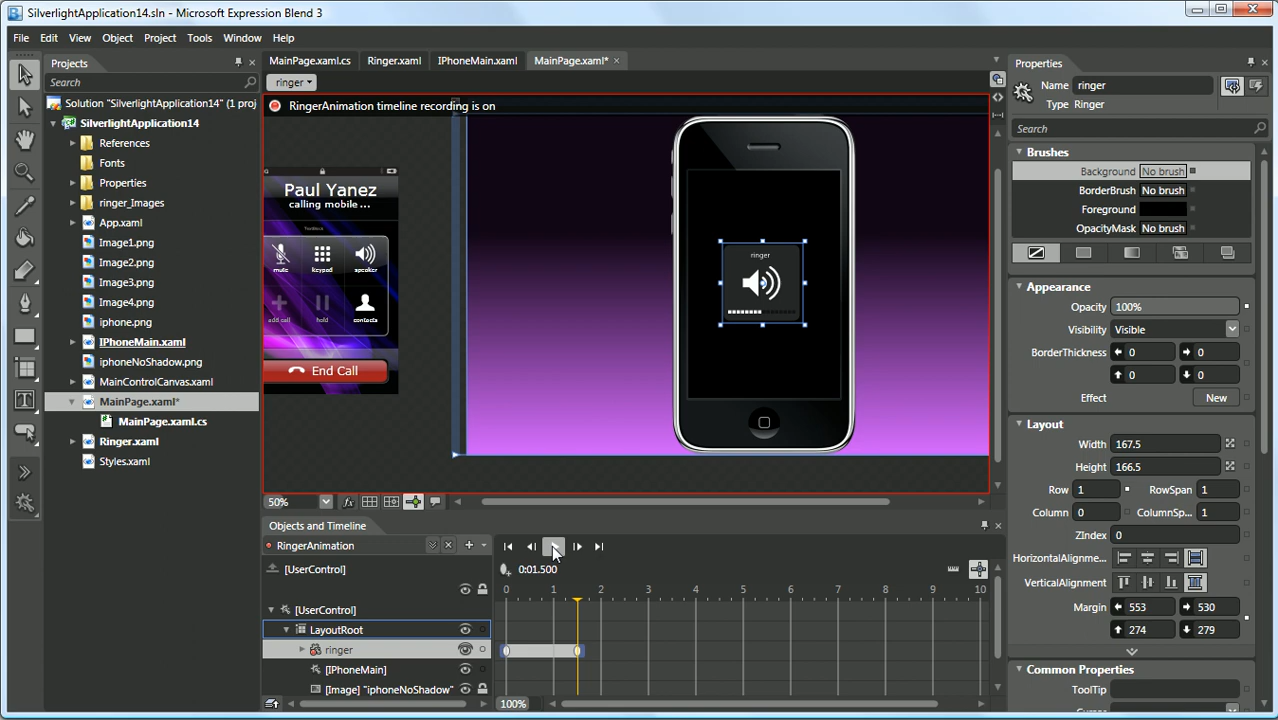 SilverlightApplication14.sln - Microsoft Expression Blend 3
File Edit View Object Project Tools Window Help
Projects
Search
Solution "SilverlightApplication14" (1 proj
SilverlightApplication14
References
Fonts
Properties
ringer_Images
App.xaml
Image1.png
Image2.png
Image3.png
Image4.png
iphone.png
IPhoneMain.xaml
iphoneNoShadow.png
MainControlCanvas.xaml
MainPage.xaml*
MainPage.xaml.cs
Ringer.xaml
Styles.xaml
MainPage.xaml.cs Ringer.xaml IPhoneMain.xaml MainPage.xaml*
ringer
RingerAnimation timeline recording is on
Paul Yanez
calling mobile ...
TextBlock
mute keypad speaker
add call hold contacts
End Call
ringer
50%
Objects and Timeline
RingerAnimation
[UserControl]
0:01.500
0 1 2 3 4 5 6 7 8 9 10
[UserControl]
LayoutRoot
ringer
[IPhoneMain]
[Image] "iphoneNoShadow"
100%
Properties
Name ringer
Type Ringer
Search
Brushes
Background No brush
BorderBrush No brush
Foreground
OpacityMask No brush
Appearance
Opacity 100%
Visibility Visible
BorderThickness 0 0
0 0
Effect New
Layout
Width 167.5
Height 166.5
Row 1 RowSpan 1
Column 0 ColumnSp... 1
ZIndex 0
HorizontalAlignme...
VerticalAlignment
Margin 553 530
274 279
Common Properties
ToolTip
Cursor